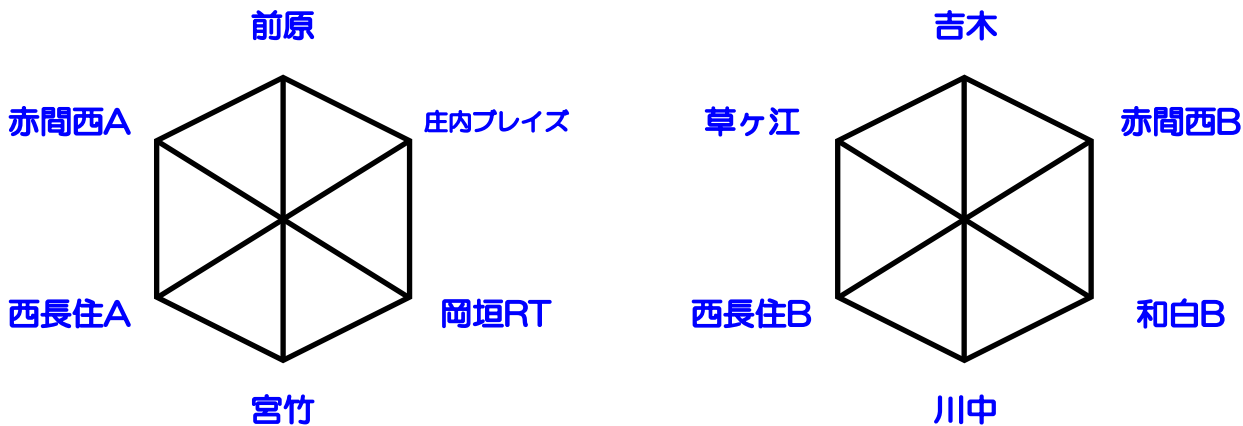 前原
赤間西A
庄内ブレイズ
西長住A
岡垣RT
宮竹
吉木
草ヶ江
赤間西B
西長住B
和白B
川中